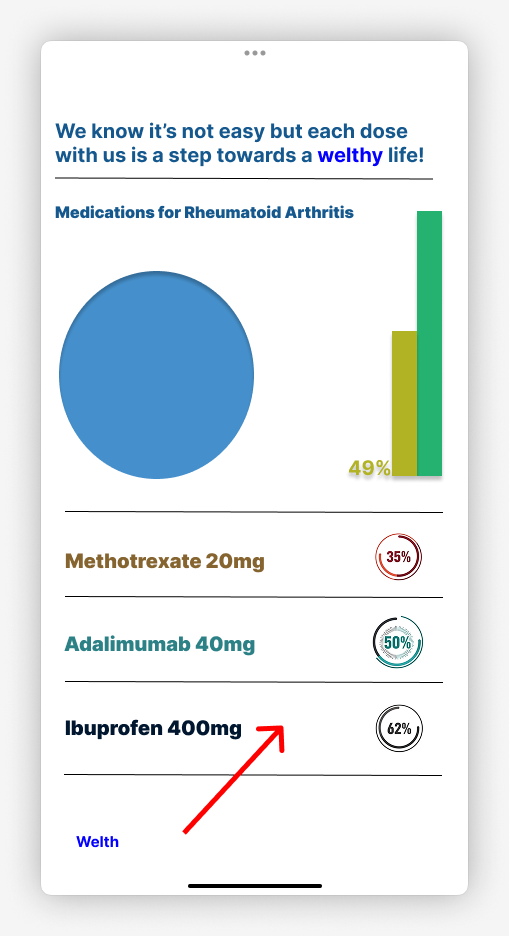 We know it’s not easy but each dose
with us is a step towards a welthy life!
Medications for Rheumatoid Arthritis
49%
Methotrexate 20mg
35%
Adalimumab 40mg
50%
Ibuprofen 400mg
62%
Welth